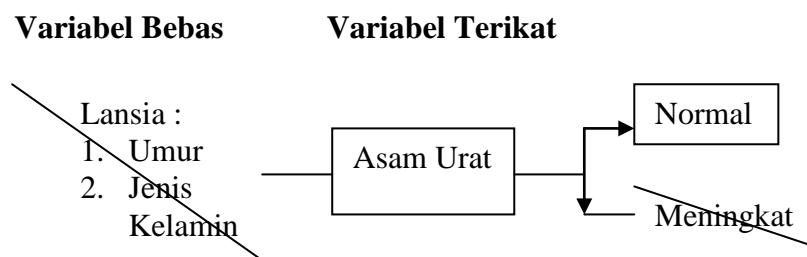 Variabel Bebas Variabel Terikat
Lansia :
1. Umur
2. Jenis
Kelamin
Asam Urat
Normal
Meningkat